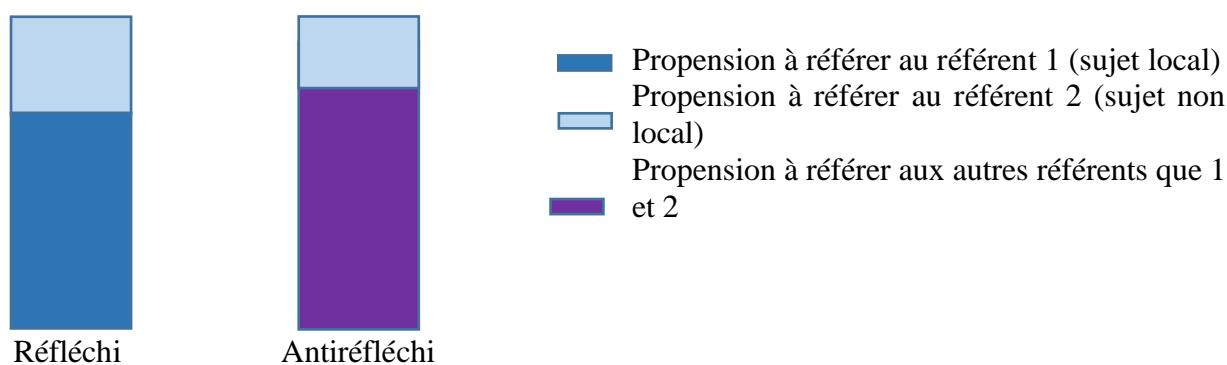 Propension à référer au référent 1 (sujet local)
Propension à référer au référent 2 (sujet non
local)
Propension à référer aux autres référents que 1
et 2
Réfléchi
Antiréfléchi